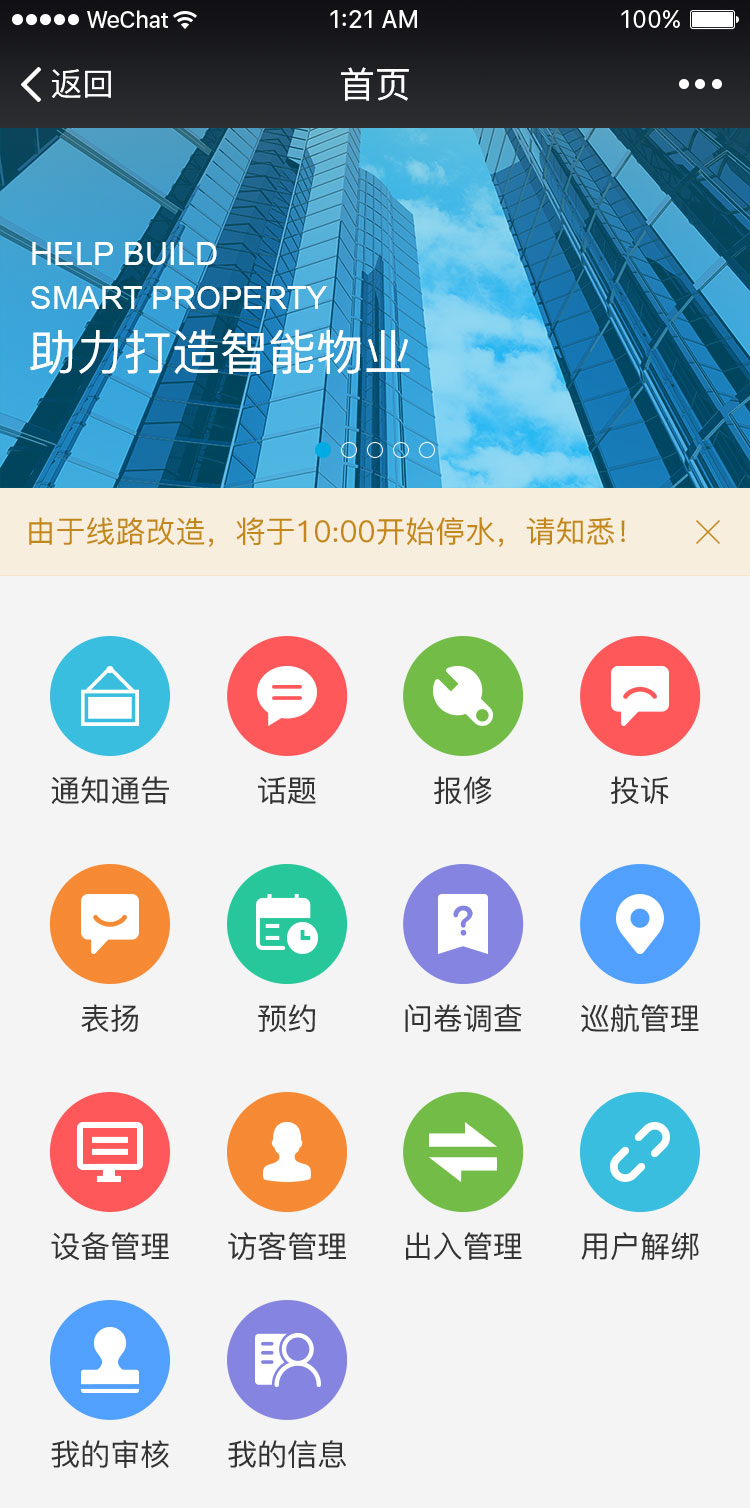 WeChat 1:21 AM 100%
返回 首页
HELP BUILD
SMART PROPERTY
助力打造智能物业
由于线路改造，将于10:00开始停水，请知悉！
通知通告 话题 报修 投诉
表扬 预约 问卷调查 巡航管理
设备管理 访客管理 出入管理 用户解绑
我的审核 我的信息